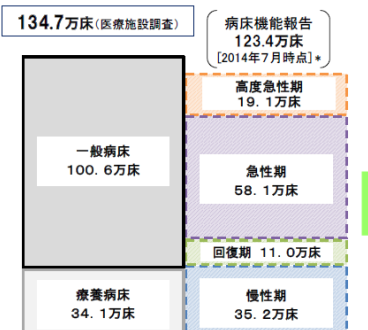 134.7万床(医療施設調査)
病床機能報告
123.4万床
[2014年7月時点]*
高度急性期
19.1万床
一般病床
100.6万床
急性期
58.1万床
回復期 11.0万床
療養病床
34.1万床
慢性期
35.2万床